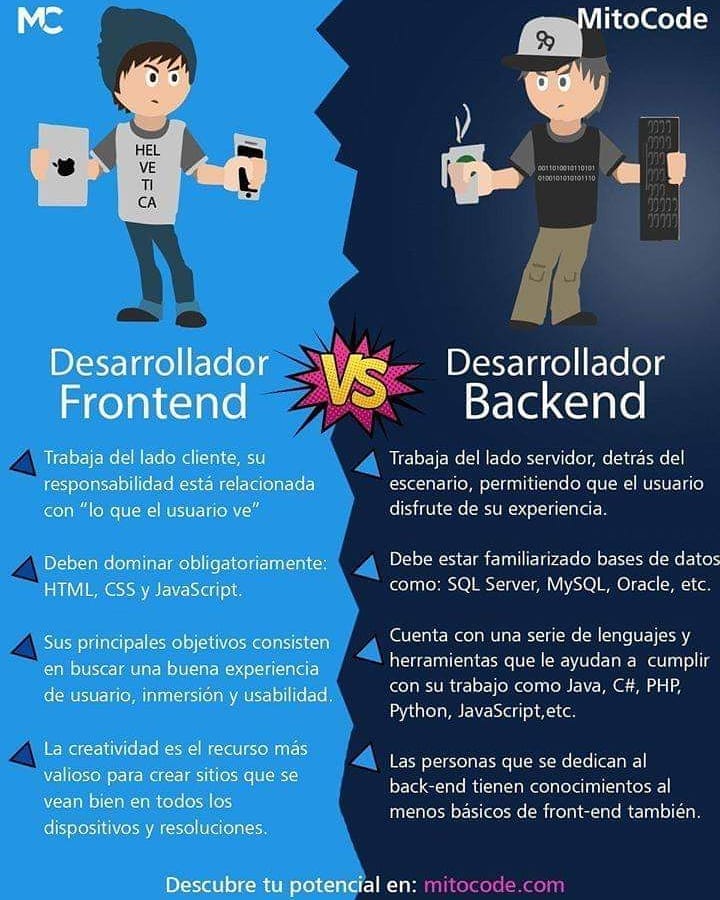 MC
MitoCode
99
HEL
VE
TI
CA
0011010010110101
0100101010101110
Desarrollador
Frontend
VS
Desarrollador
Backend
Trabaja del lado cliente, su
responsabilidad está relacionada
con “lo que el usuario ve”
Deben dominar obligatoriamente:
HTML, CSS y JavaScript.
Sus principales objetivos consisten
en buscar una buena experiencia
de usuario, inmersión y usabilidad.
La creatividad es el recurso más
valioso para crear sitios que se
vean bien en todos los
dispositivos y resoluciones.
Trabaja del lado servidor, detrás del
escenario, permitiendo que el usuario
disfrute de su experiencia.
Debe estar familiarizado bases de datos
como: SQL Server, MySQL, Oracle, etc.
Cuenta con una serie de lenguajes y
herramientas que le ayudan a cumplir
con su trabajo como Java, C#, PHP,
Python, JavaScript,etc.
Las personas que se dedican al
back-end tienen conocimientos al
menos básicos de front-end también.
Descubre tu potencial en: mitocode.com